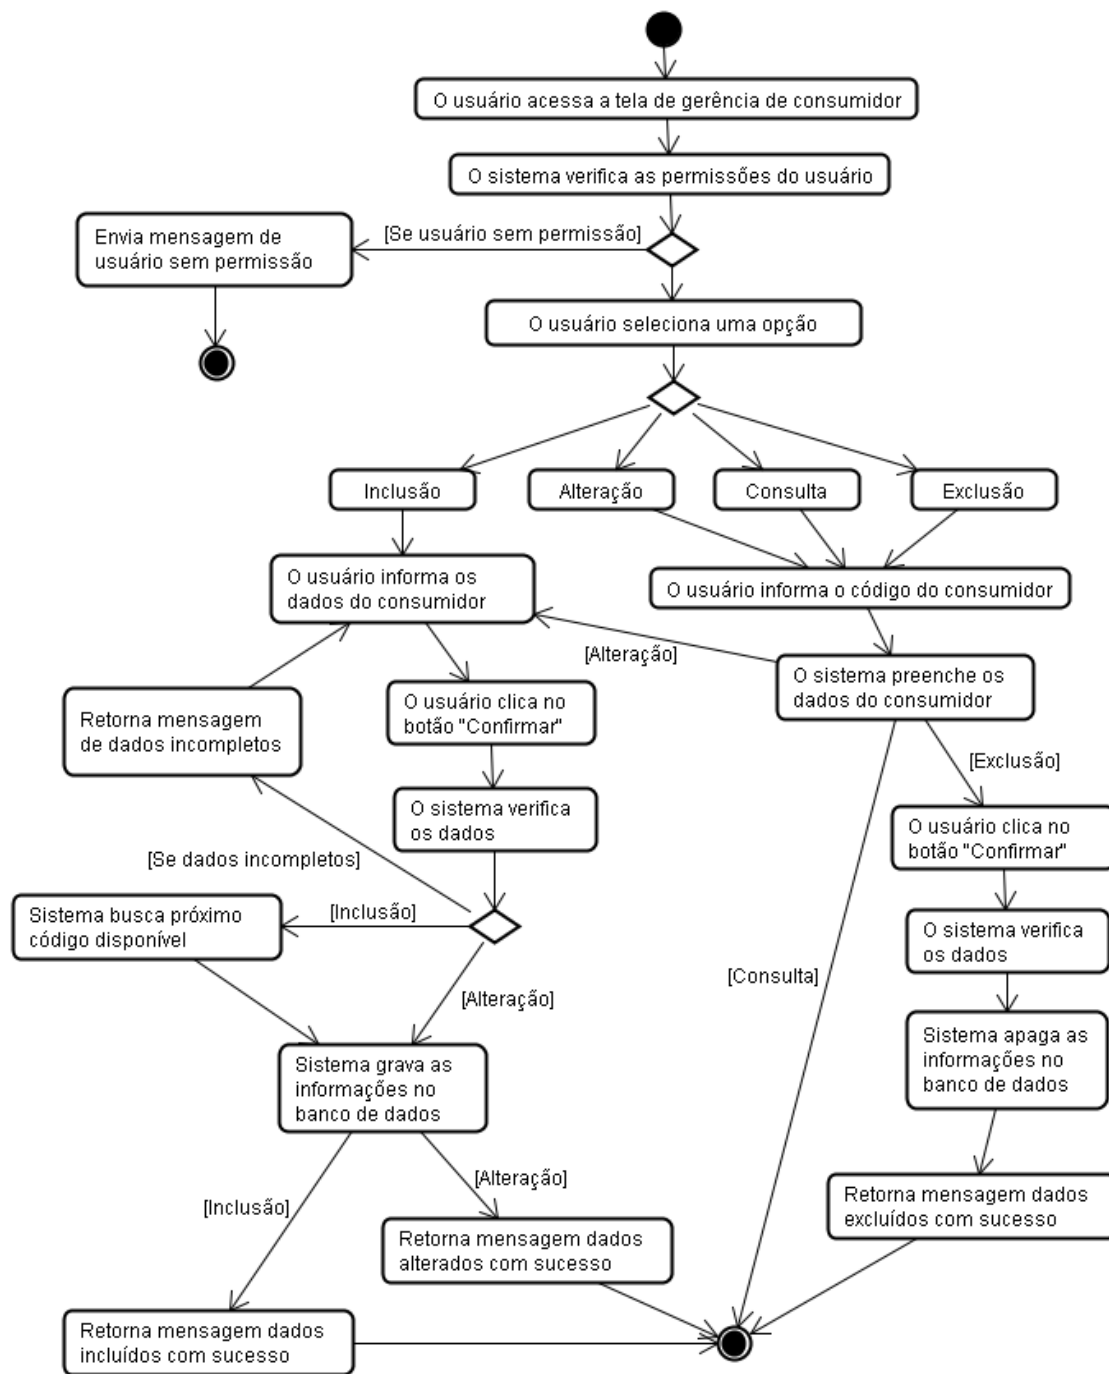 O usuário acessa a tela de gerência de consumidor
O sistema verifica as permissões do usuário
[Se usuário sem permissão]
Envia mensagem de
usuário sem permissão
O usuário seleciona uma opção
Inclusão
Alteração
Consulta
Exclusão
O usuário informa os
dados do consumidor
O usuário informa o código do consumidor
[Alteração]
O sistema preenche os
dados do consumidor
Retorna mensagem
de dados incompletos
O usuário clica no
botão "Confirmar"
[Exclusão]
O sistema verifica
os dados
O usuário clica no
botão "Confirmar"
[Se dados incompletos]
Sistema busca próximo
código disponível
[Inclusão]
O sistema verifica
os dados
[Consulta]
[Alteração]
Sistema grava as
informações no
banco de dados
Sistema apaga as
informações no
banco de dados
[Inclusão]
[Alteração]
Retorna mensagem dados
excluídos com sucesso
Retorna mensagem dados
alterados com sucesso
Retorna mensagem dados
incluídos com sucesso